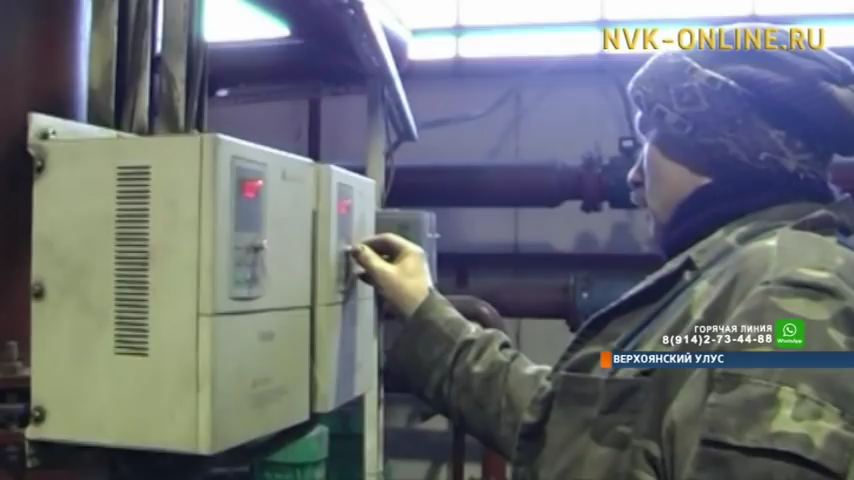 NVK-ONLINE.RU
ГОРЯЧАЯ ЛИНИЯ
8(914)2-73-44-88
WhatsApp
ВЕРХОЯНСКИЙ УЛУС